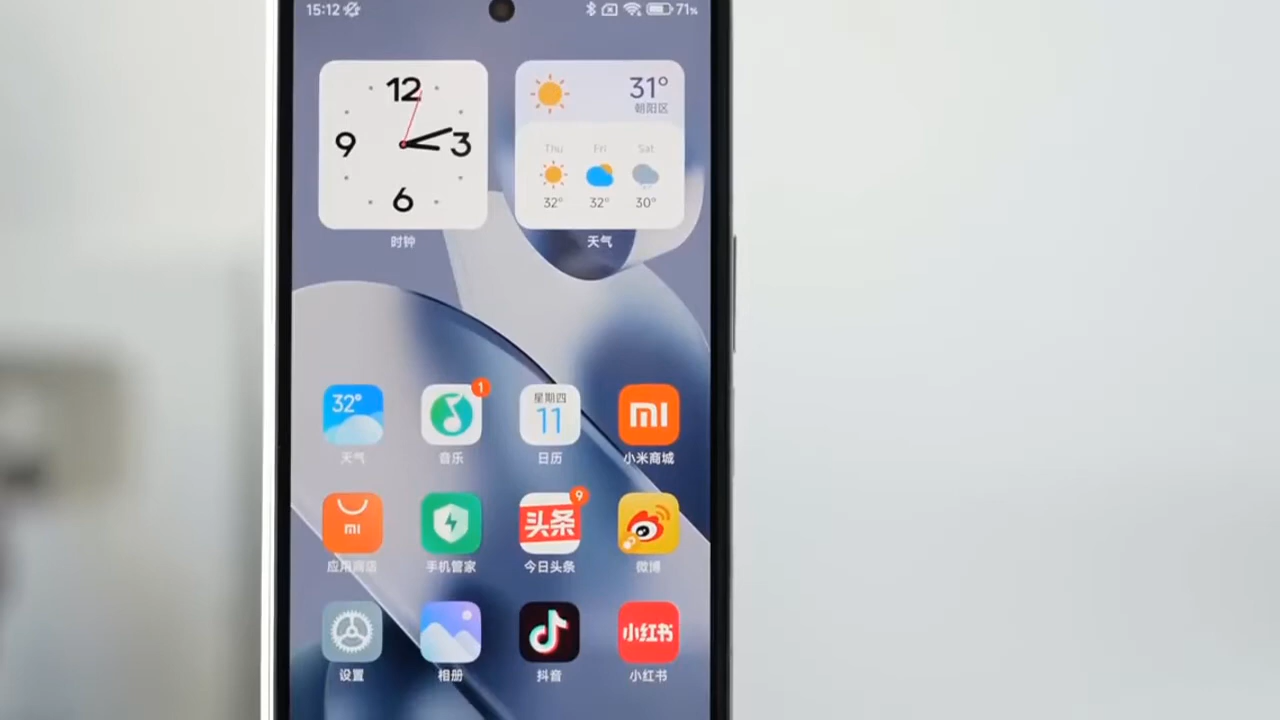 15:12 71%
12
9 3
6
时钟
31°
朝阳区
Thu Fri Sat
32° 32° 30°
天气
32° 1 星期四
11 mi
天气 音乐 日历 小米商城
mi 头条 9
应用商店 手机管家 今日头条 微博
小红书
设置 相册 抖音 小红书